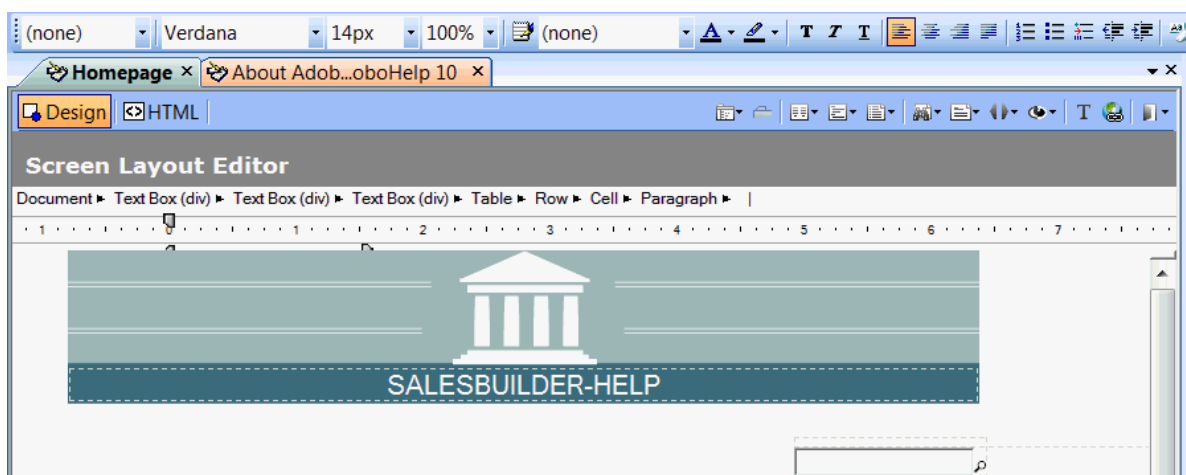 (none) Verdana 14px 100% (none) A T T T
Homepage × About Adob...oboHelp 10 ×
Design HTML T
Screen Layout Editor
Document Text Box (div) Text Box (div) Text Box (div) Table Row Cell Paragraph
1 0 1 2 3 4 5 6 7
SALESBUILDER-HELP